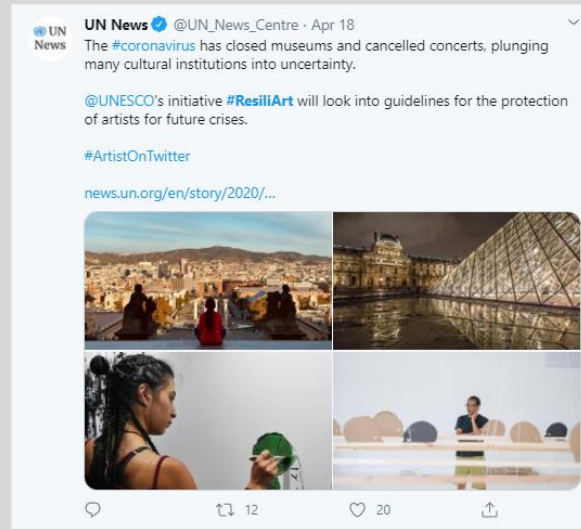 UN
News
UN News @UN_News_Centre · Apr 18
The #coronavirus has closed museums and cancelled concerts, plunging
many cultural institutions into uncertainty.
@UNESCO's initiative #ResiliArt will look into guidelines for the protection
of artists for future crises.
#ArtistOnTwitter
news.un.org/en/story/2020/...
12
20